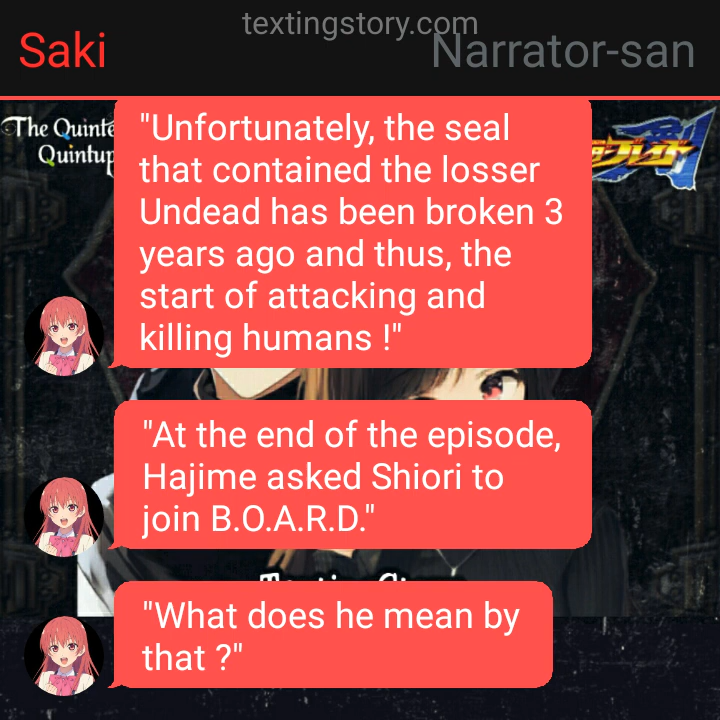 textingstory.com
Saki
Narrator-san
The Quinte
Quintup
"Unfortunately, the seal
that contained the losser
Undead has been broken 3
years ago and thus, the
start of attacking and
killing humans !"
"At the end of the episode,
Hajime asked Shiori to
join B.O.A.R.D."
"What does he mean by
that ?"